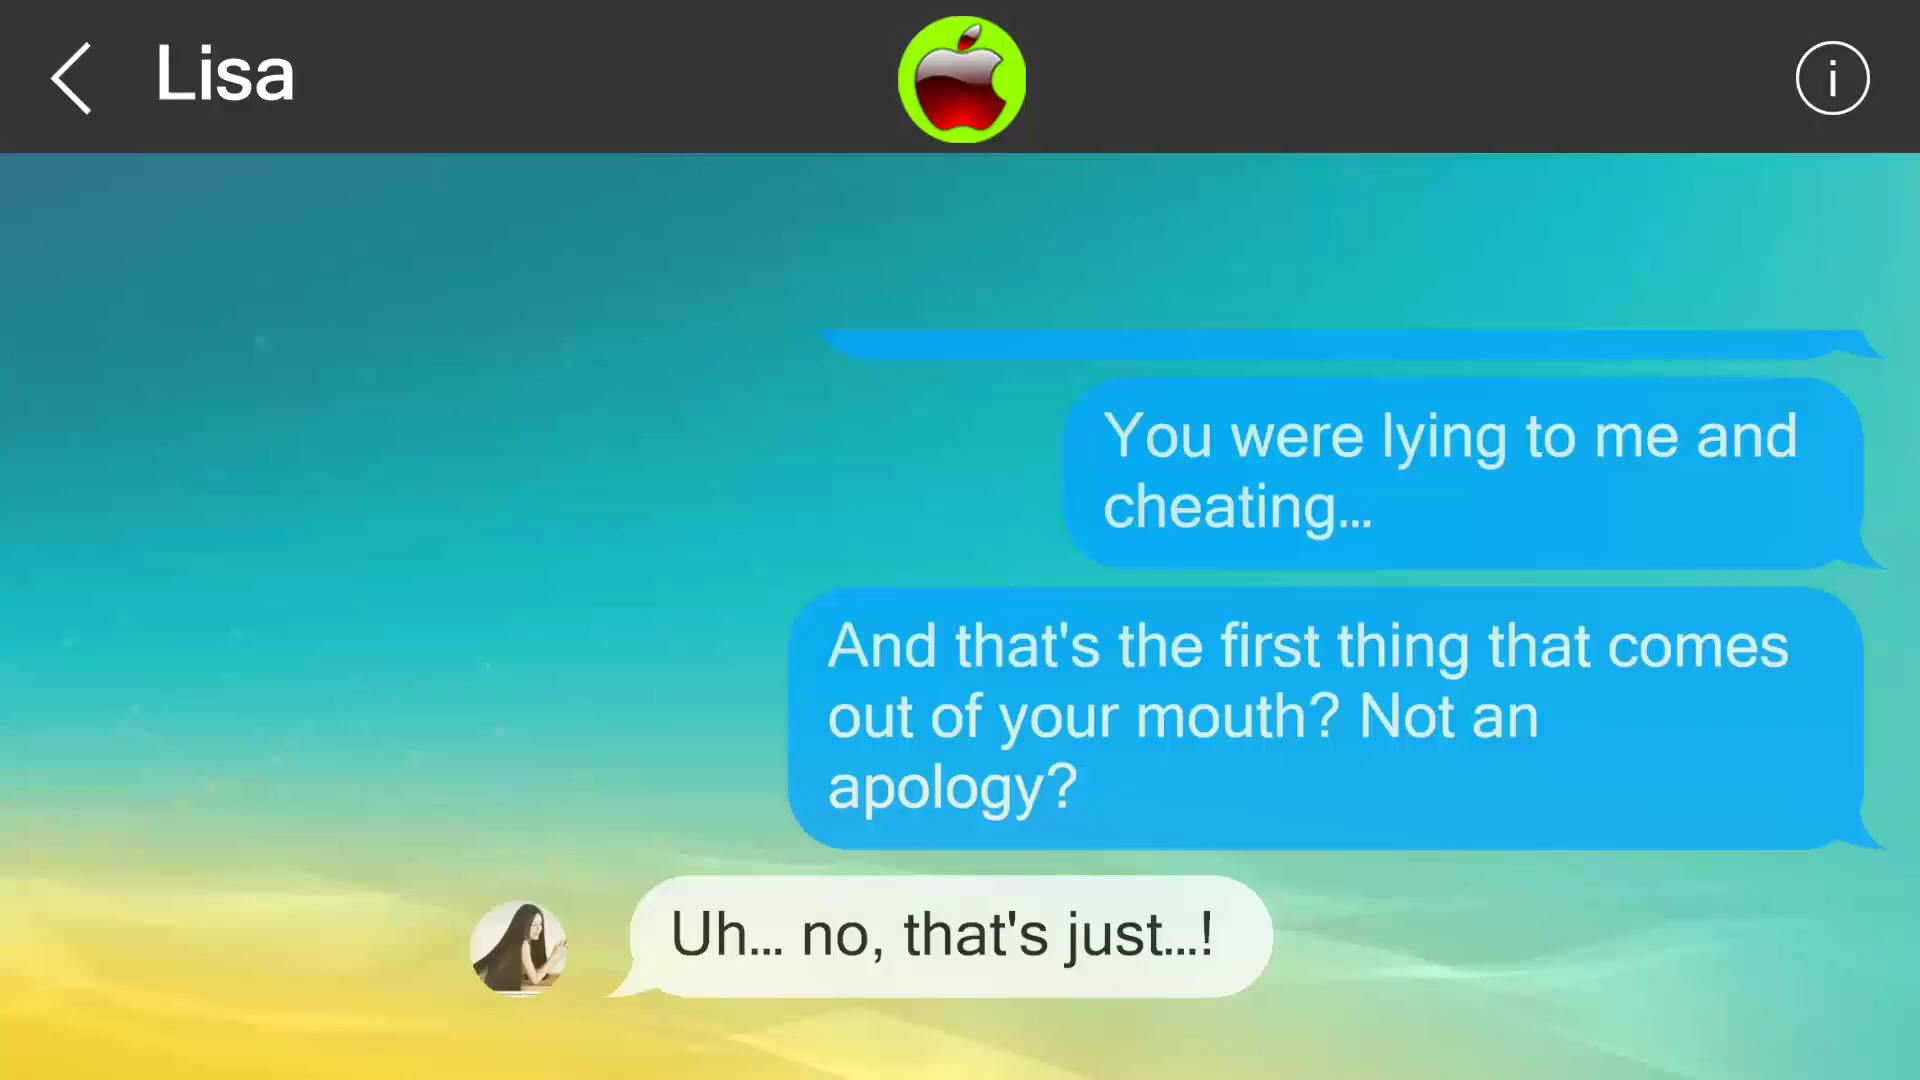 Lisa
i
You were lying to me and
cheating...
And that's the first thing that comes
out of your mouth? Not an
apology?
Uh... no, that's just...!